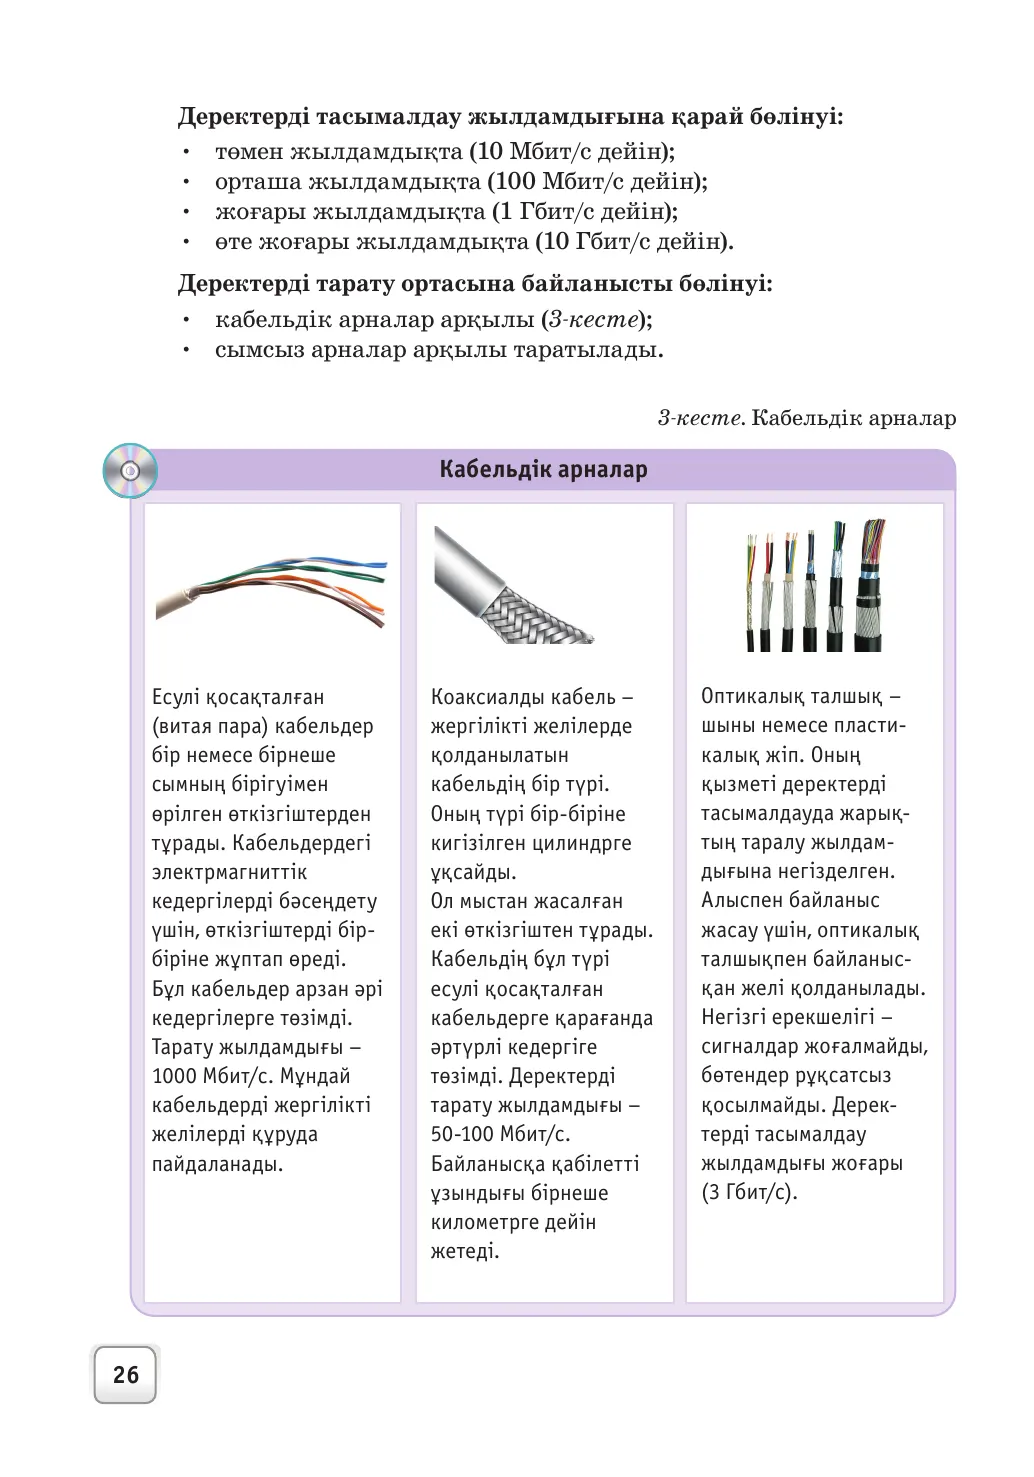 Деректерді тасымалдау жылдамдығына қарай бөлінуі:
• төмен жылдамдықта (10 Мбит/с дейін);
• орташа жылдамдықта (100 Мбит/с дейін);
• жоғары жылдамдықта (1 Гбит/с дейін);
• өте жоғары жылдамдықта (10 Гбит/с дейін).
Деректерді тарату ортасына байланысты бөлінуі:
• кабельдік арналар арқылы (3-кесте);
• сымсыз арналар арқылы таратылады.
3-кесте. Кабельдік арналар
Кабельдік арналар
Есулі қосақталған
(витая пара) кабельдер
бір немесе бірнеше
сымның бірігуімен
өрілген өткізгіштерден
тұрады. Кабельдердегі
электрмагниттік
кедергілерді бәсеңдету
үшін, өткізгіштерді бір-
біріне жұптап өреді.
Бұл кабельдер арзан әрі
кедергілерге төзімді.
Тарату жылдамдығы –
1000 Мбит/с. Мұндай
кабельдерді жергілікті
желілерді құруда
пайдаланады.
Коаксиалды кабель –
жергілікті желілерде
қолданылатын
кабельдің бір түрі.
Оның түрі бір-біріне
кигізілген цилиндрге
ұқсайды.
Ол мыстан жасалған
екі өткізгіштен тұрады.
Кабельдің бұл түрі
есулі қосақталған
кабельдерге қарағанда
әртүрлі кедергіге
төзімді. Деректерді
тарату жылдамдығы –
50-100 Мбит/с.
Байланысқа қабілетті
ұзындығы бірнеше
километрге дейін
жетеді.
Оптикалық талшық –
шыны немесе пласти-
калық жіп. Оның
қызметі деректерді
тасымалдауда жарық-
тың таралу жылдам-
дығына негізделген.
Алыспен байланыс
жасау үшін, оптикалық
талшықпен байланыс-
қан желі қолданылады.
Негізгі ерекшелігі –
сигналдар жоғалмайды,
бөтендер рұқсатсыз
қосылмайды. Дерек-
терді тасымалдау
жылдамдығы жоғары
(3 Гбит/с).
26